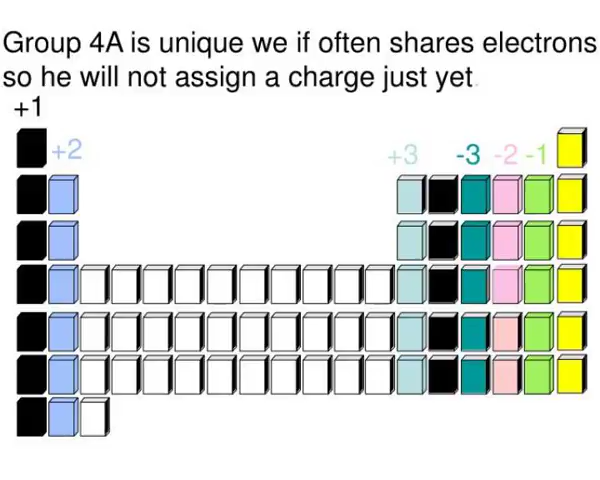 Group 4A is unique we if often shares electrons
so he will not assign a charge just yet.
+1
+2
+3 -3 -2 -1